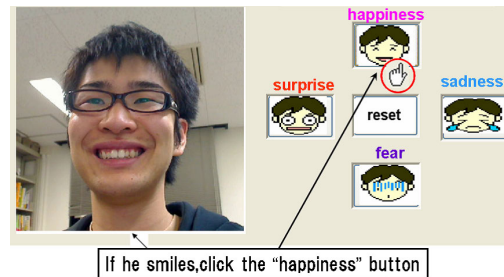 happiness
surprise
sadness
reset
fear
If he smiles,click the “happiness” button